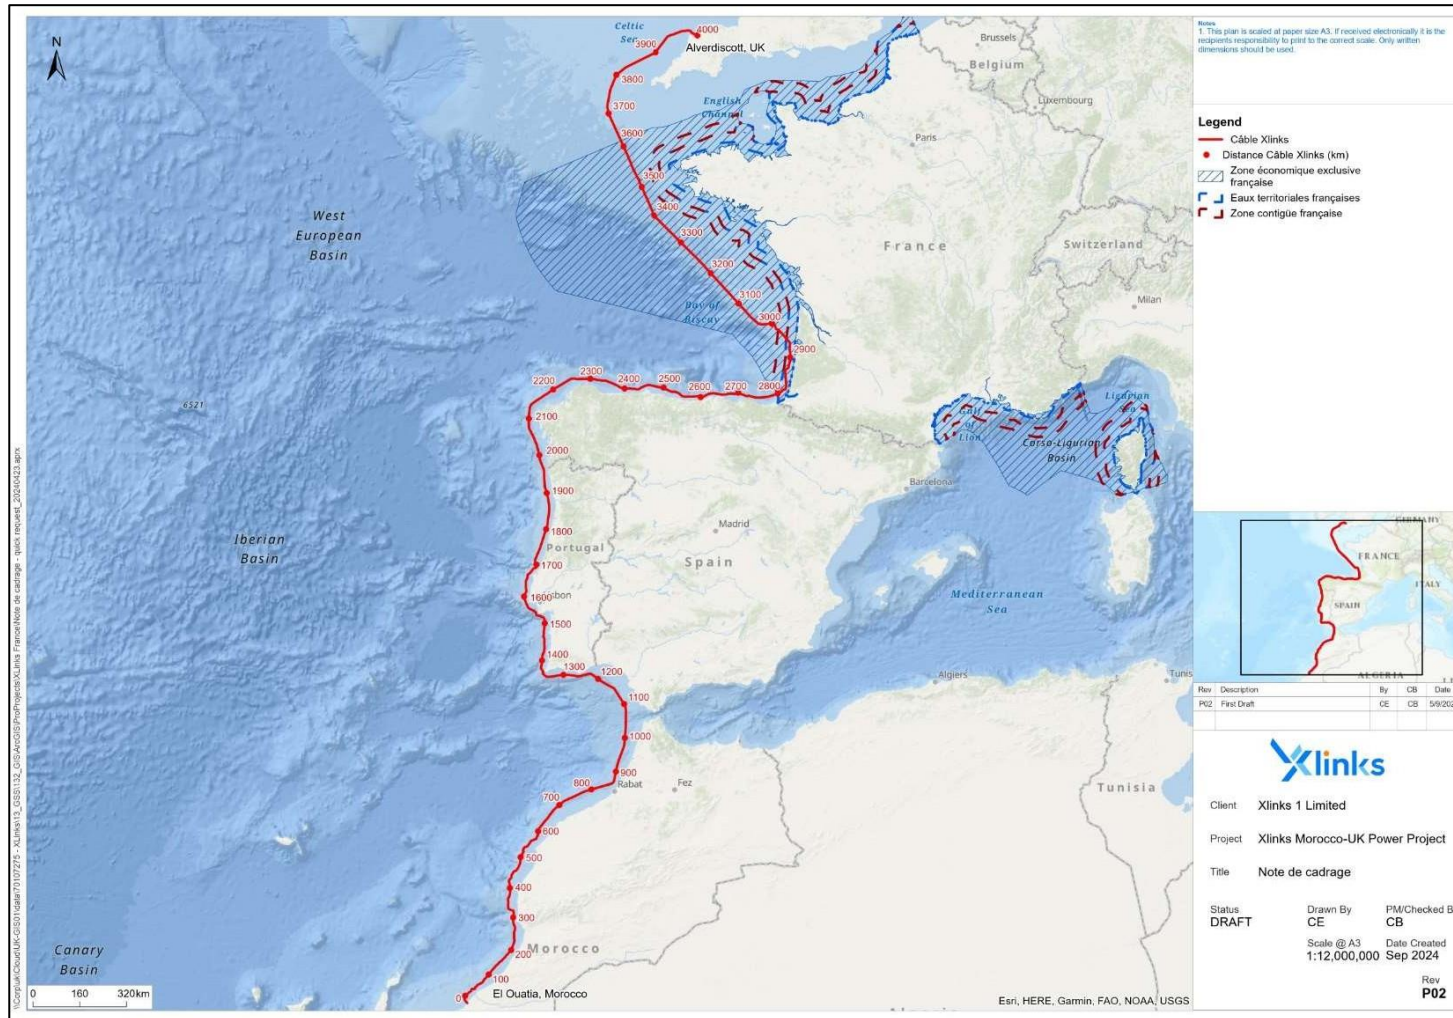 N
Celtic
Sea
4000
3900
Alverdiscott, UK
3800
3700
3600
3500
3400
3300
3200
3100
3000
2900
2800
2700
2600
2500
2400
2300
2200
2100
2000
1900
1800
1700
1600
1500
1400
1300
1200
1100
1000
900
800
700
600
500
400
300
200
100
0
El Ouatia, Morocco
English
Channel
Brussels
Belgium
Luxembourg
Paris
France
Switzerland
Milan
West
European
Basin
Bay of
Biscay
6521
Gulf
of
Lion
Ligurian
Sea
Corso-Ligurian
Basin
Barcelona
Madrid
Spain
Portugal
Iberian
Basin
Mediterranean
Sea
Algiers
Tunis
Tunisia
Rabat
Fez
Morocco
Canary
Basin
0 160 320km
Esri, HERE, Garmin, FAO, NOAA, USGS
Notes
1. This plan is scaled at paper size A3. If received electronically it is the
recipients responsibility to print to the correct scale. Only written
dimensions should be used.
Legend
Câble Xlinks
Distance Câble Xlinks (km)
Zone économique exclusive
française
Eaux territoriales françaises
Zone contigüe française
GERMANY
FRANCE
ITALY
SPAIN
ALGERIA
Rev Description By CB Date
P02 First Draft CE CB 5/9/202
Xlinks
Client Xlinks 1 Limited
Project Xlinks Morocco-UK Power Project
Title Note de cadrage
Status Drawn By PM/Checked B
DRAFT CE CB
Scale @ A3 Date Created
1:12,000,000 Sep 2024
Rev
P02